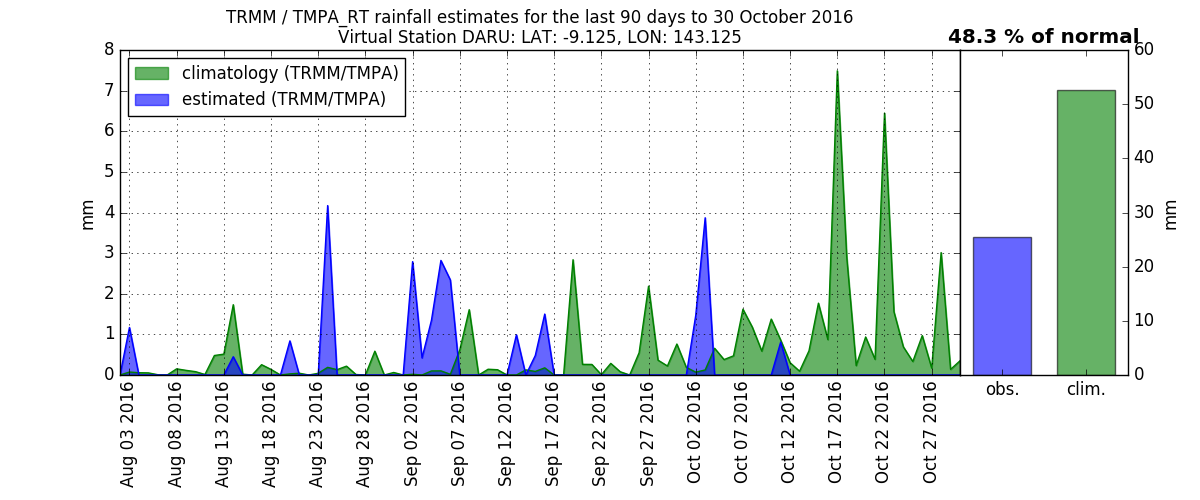 TRMM / TMPA_RT rainfall estimates for the last 90 days to 30 October 2016
Virtual Station DARU: LAT: -9.125, LON: 143.125
48.3 % of normal
climatology (TRMM/TMPA)
estimated (TRMM/TMPA)
8
7
6
5
4
3
2
1
0
mm
Aug 03 2016
Aug 08 2016
Aug 13 2016
Aug 18 2016
Aug 23 2016
Aug 28 2016
Sep 02 2016
Sep 07 2016
Sep 12 2016
Sep 17 2016
Sep 22 2016
Sep 27 2016
Oct 02 2016
Oct 07 2016
Oct 12 2016
Oct 17 2016
Oct 22 2016
Oct 27 2016
60
50
40
30
20
10
0
mm
obs.
clim.